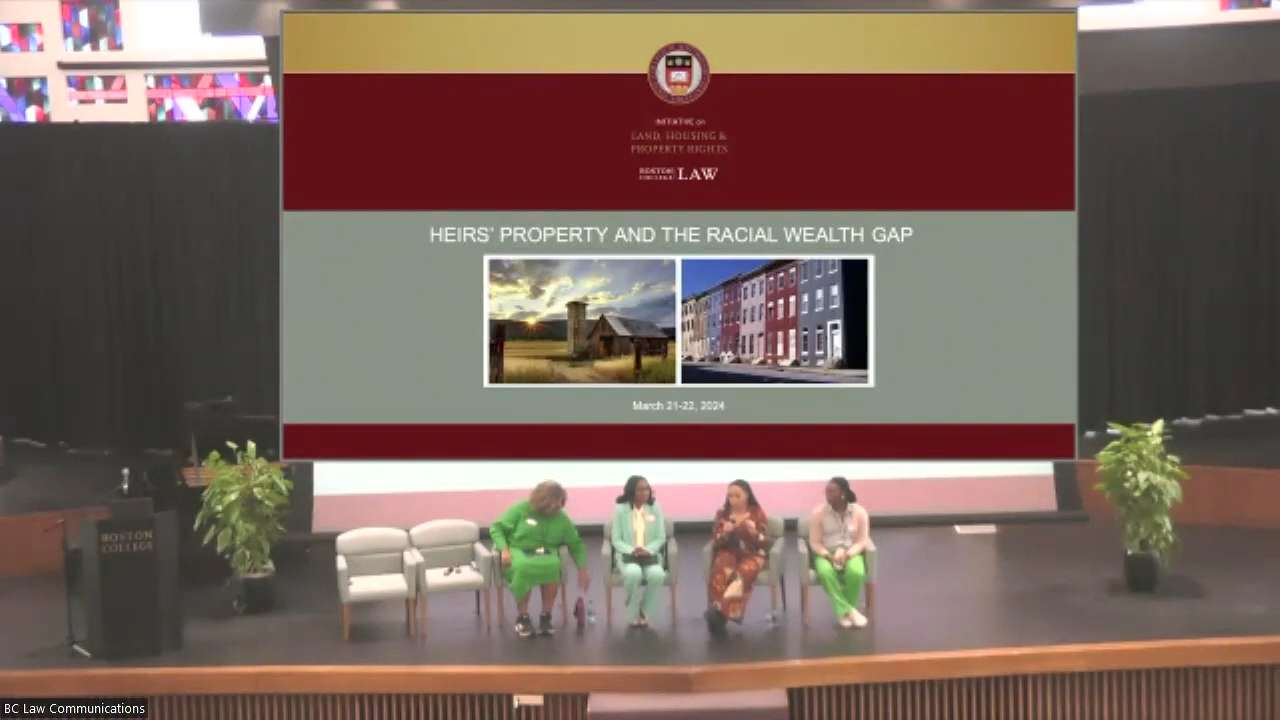 INITIATIVE on
LAND, HOUSING &
PROPERTY RIGHTS
BOSTON
COLLEGE LAW
HEIRS' PROPERTY AND THE RACIAL WEALTH GAP
March 21-22, 2024
BOSTON
COLLEGE
BC Law Communications